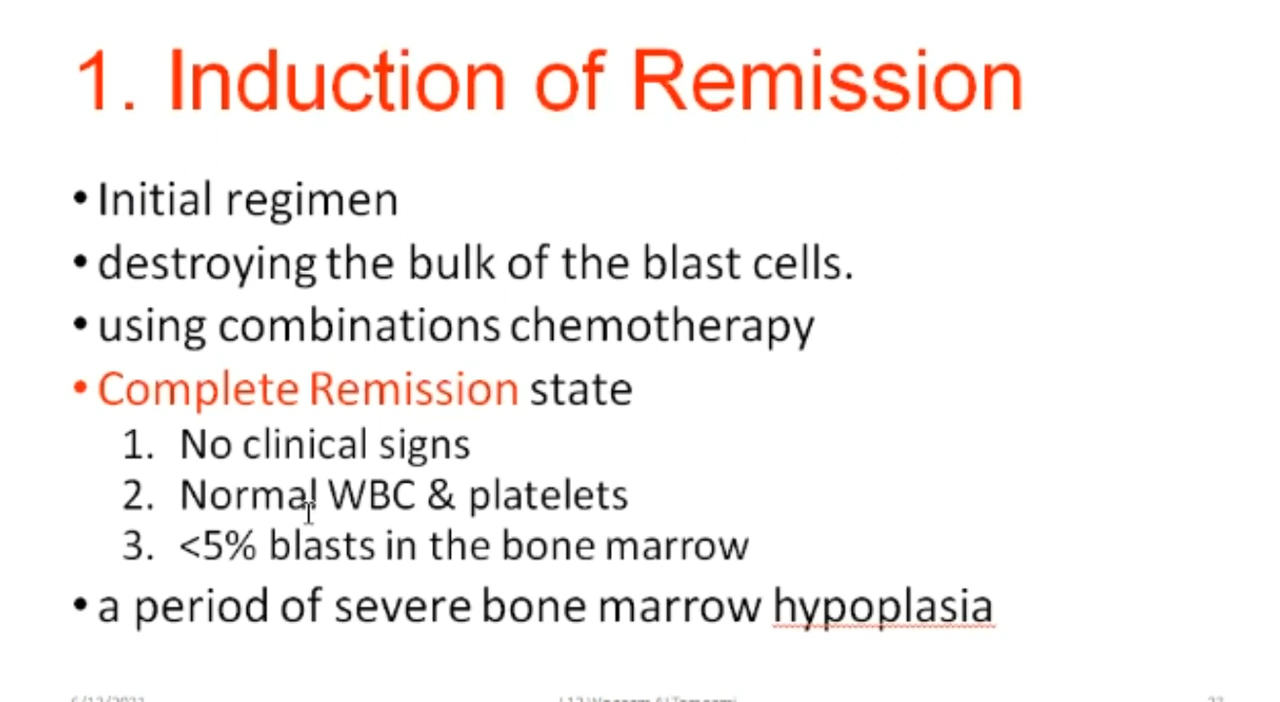 1. Induction of Remission
• Initial regimen
• destroying the bulk of the blast cells.
• using combinations chemotherapy
• Complete Remission state
1. No clinical signs
2. Normal WBC & platelets
3. <5% blasts in the bone marrow
• a period of severe bone marrow hypoplasia